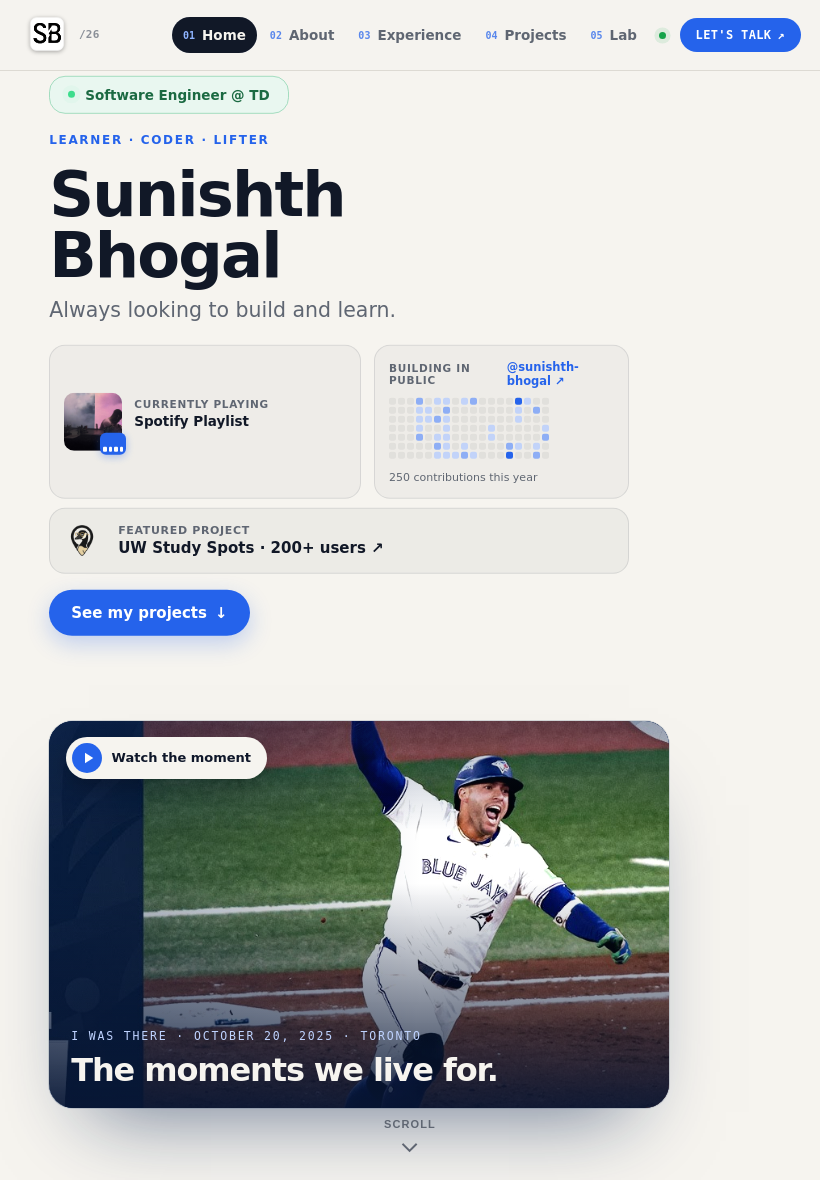 SB /26 01 Home 02 About 03 Experience 04 Projects 05 Lab LET'S TALK ↗
Software Engineer @ TD
LEARNER · CODER · LIFTER
Sunishth
Bhogal
Always looking to build and learn.
CURRENTLY PLAYING
Spotify Playlist
BUILDING IN
PUBLIC
@sunishth-
bhogal ↗
250 contributions this year
FEATURED PROJECT
UW Study Spots · 200+ users ↗
See my projects ↓
Watch the moment
BLUE JAYS
I WAS THERE · OCTOBER 20, 2025 · TORONTO
The moments we live for.
SCROLL